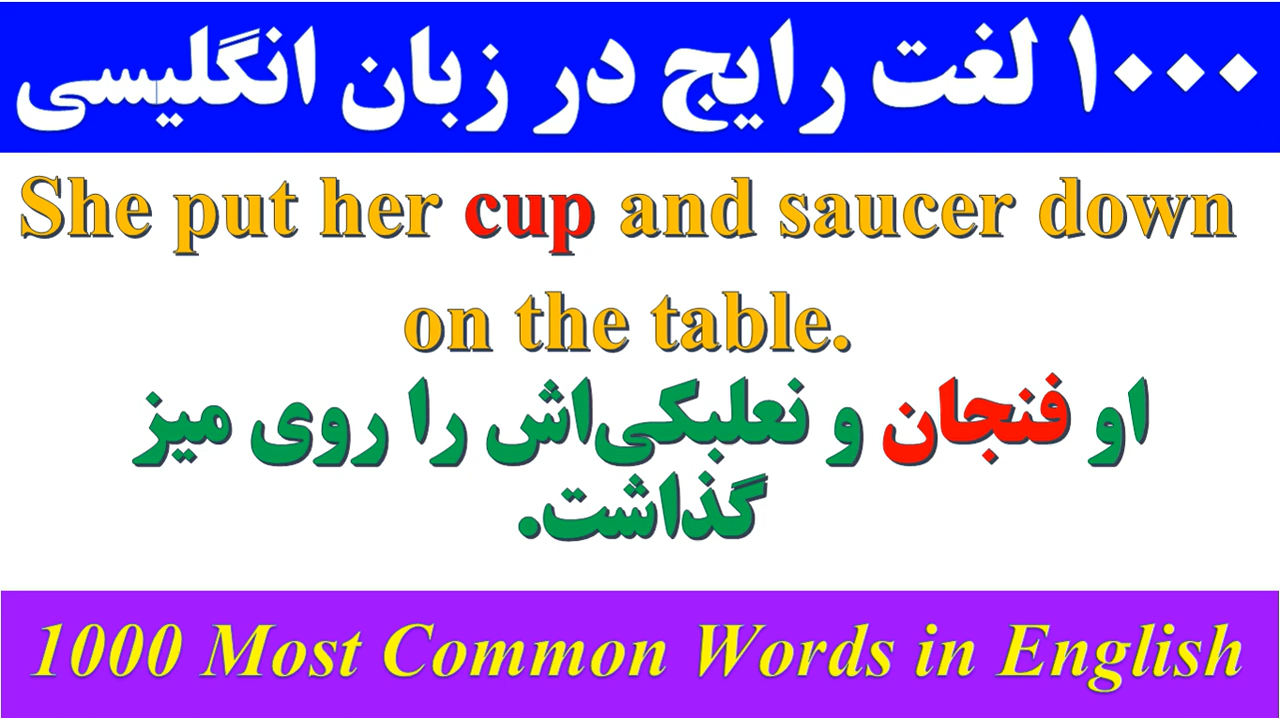 ۱۰۰۰ لغت رایج در زبان انگلیسی
She put her cup and saucer down
on the table.
او فنجان و نعلبکی‌اش را روی میز
گذاشت.
1000 Most Common Words in English